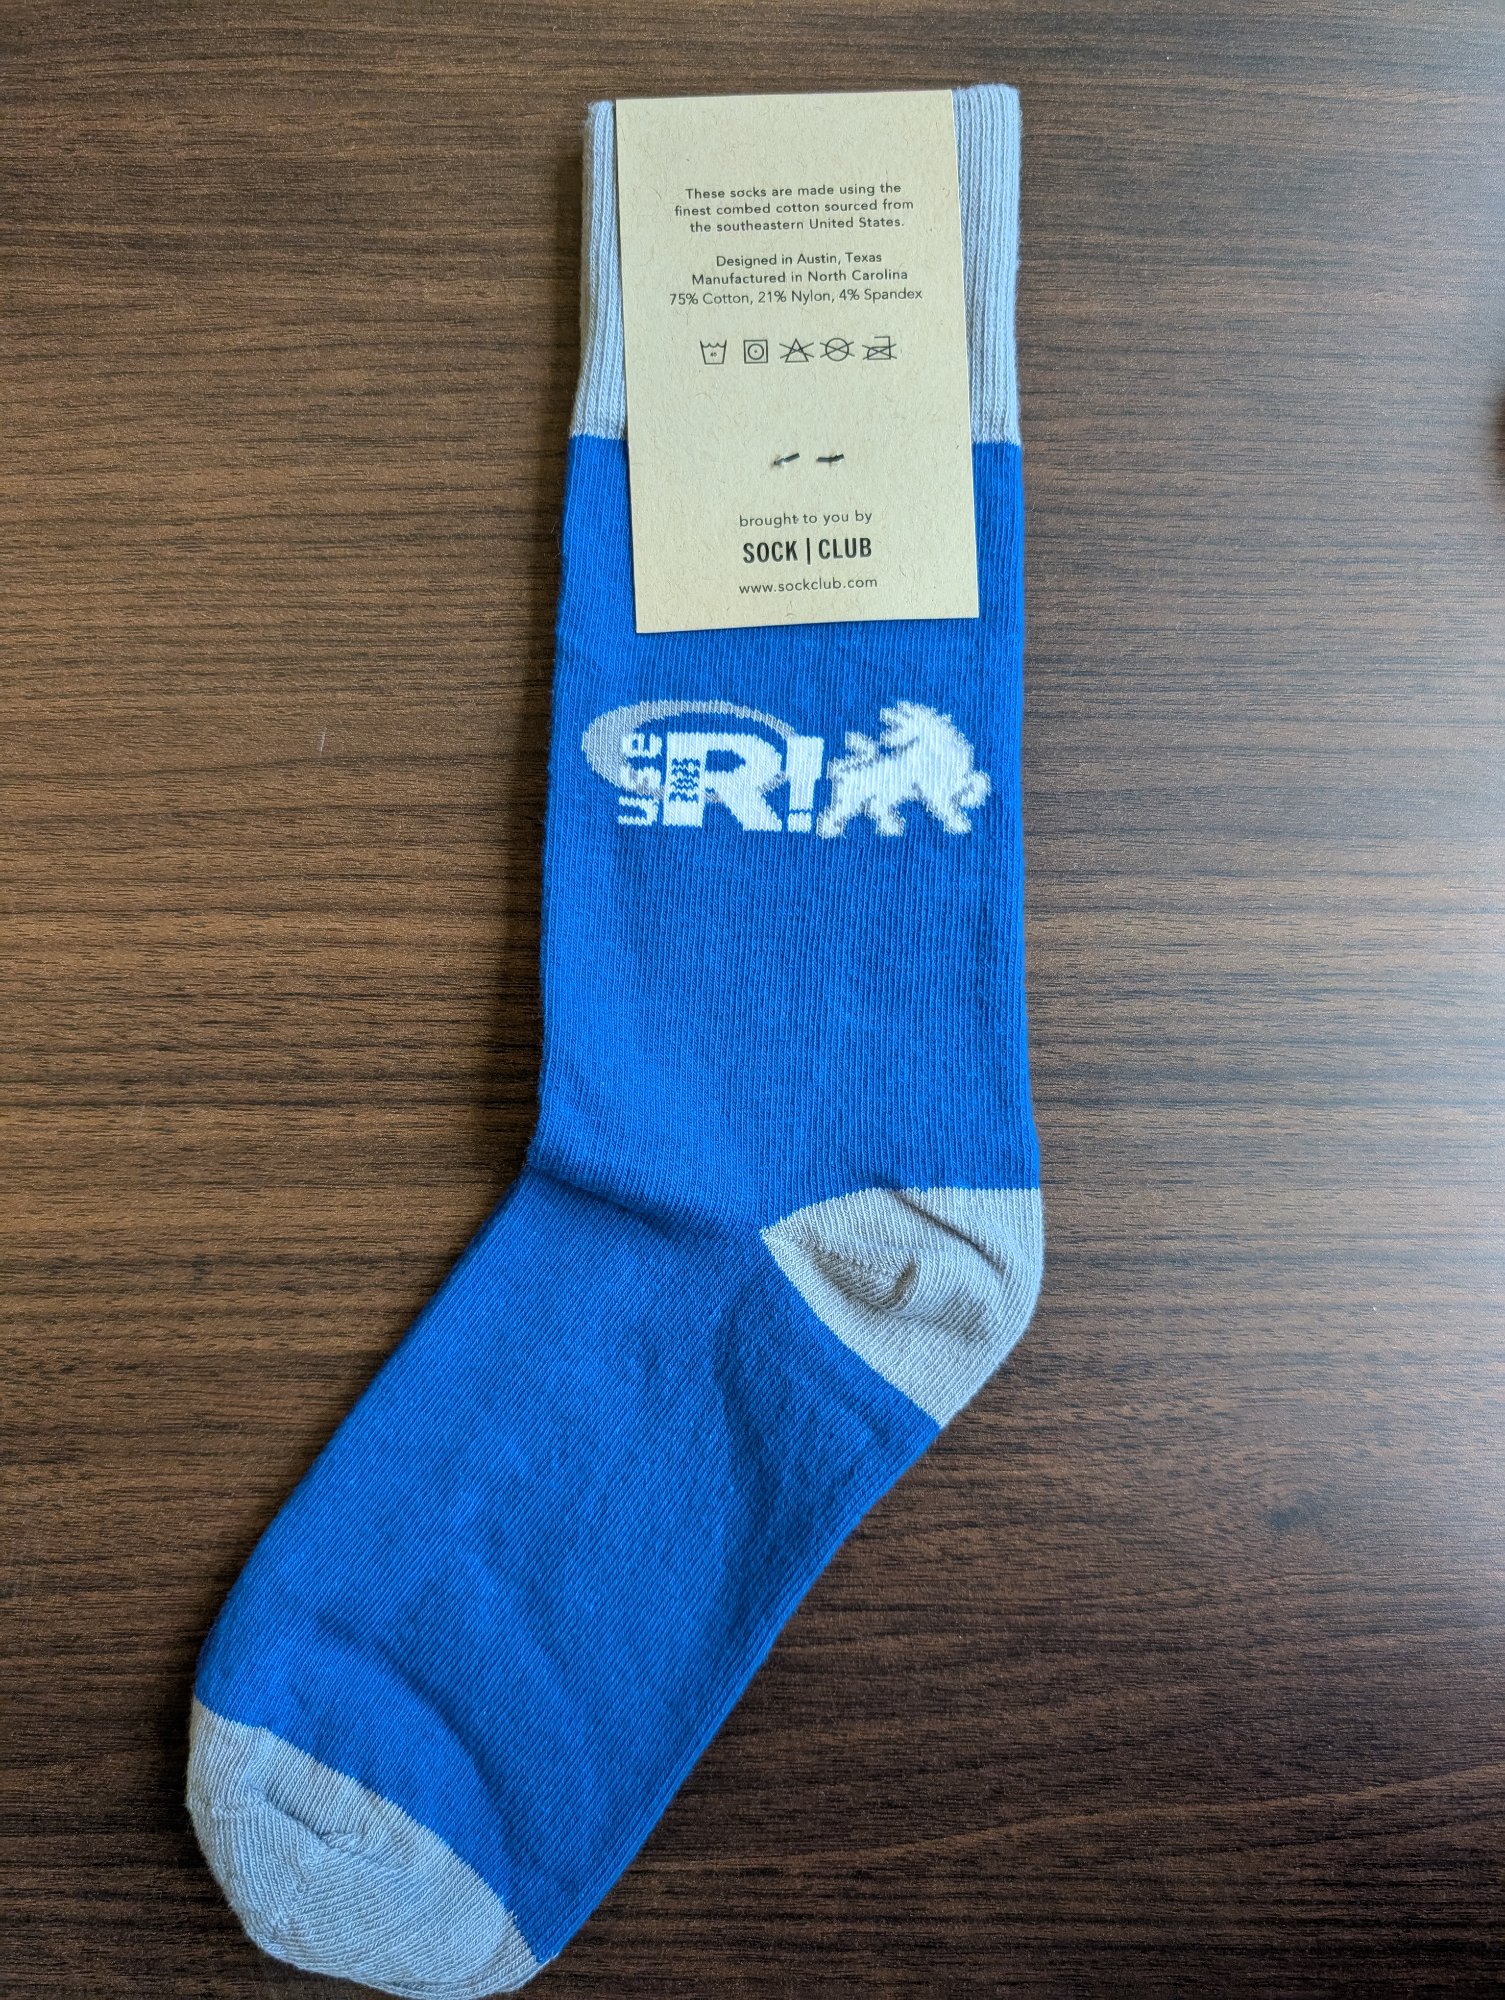 These socks are made using the
finest combed cotton sourced from
the southeastern United States.
Designed in Austin, Texas
Manufactured in North Carolina
75% Cotton, 21% Nylon, 4% Spandex
40
brought to you by
SOCK | CLUB
www.sockclub.com
use R!